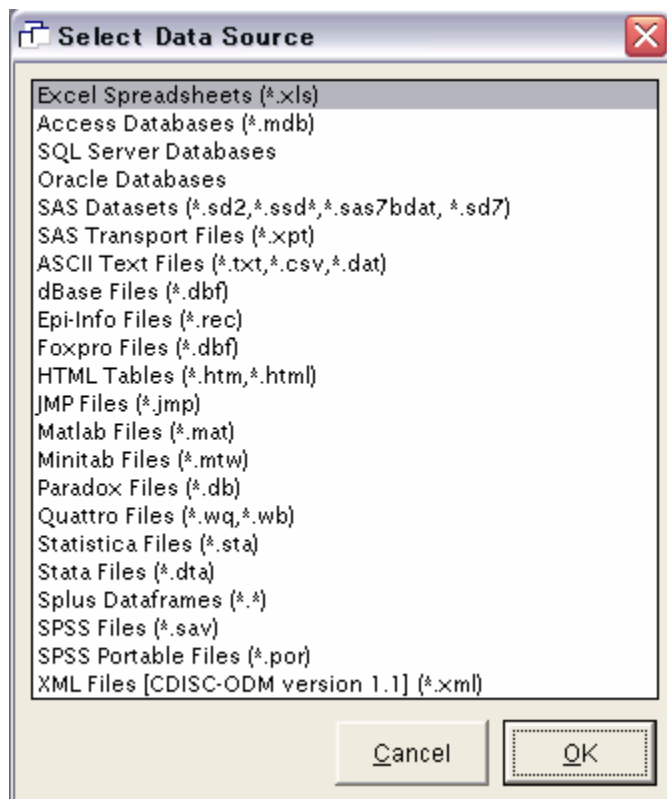 Select Data Source
Excel Spreadsheets (*.xls)
Access Databases (*.mdb)
SQL Server Databases
Oracle Databases
SAS Datasets (*.sd2,*.ssd*,*.sas7bdat, *.sd7)
SAS Transport Files (*.xpt)
ASCII Text Files (*.txt,*.csv,*.dat)
dBase Files (*.dbf)
Epi-Info Files (*.rec)
Foxpro Files (*.dbf)
HTML Tables (*.htm,*.html)
JMP Files (*.jmp)
Matlab Files (*.mat)
Minitab Files (*.mtw)
Paradox Files (*.db)
Quattro Files (*.wq,*.wb)
Statistica Files (*.sta)
Stata Files (*.dta)
Splus Dataframes (*.*)
SPSS Files (*.sav)
SPSS Portable Files (*.por)
XML Files [CDISC-ODM version 1.1] (*.xml)
Cancel OK